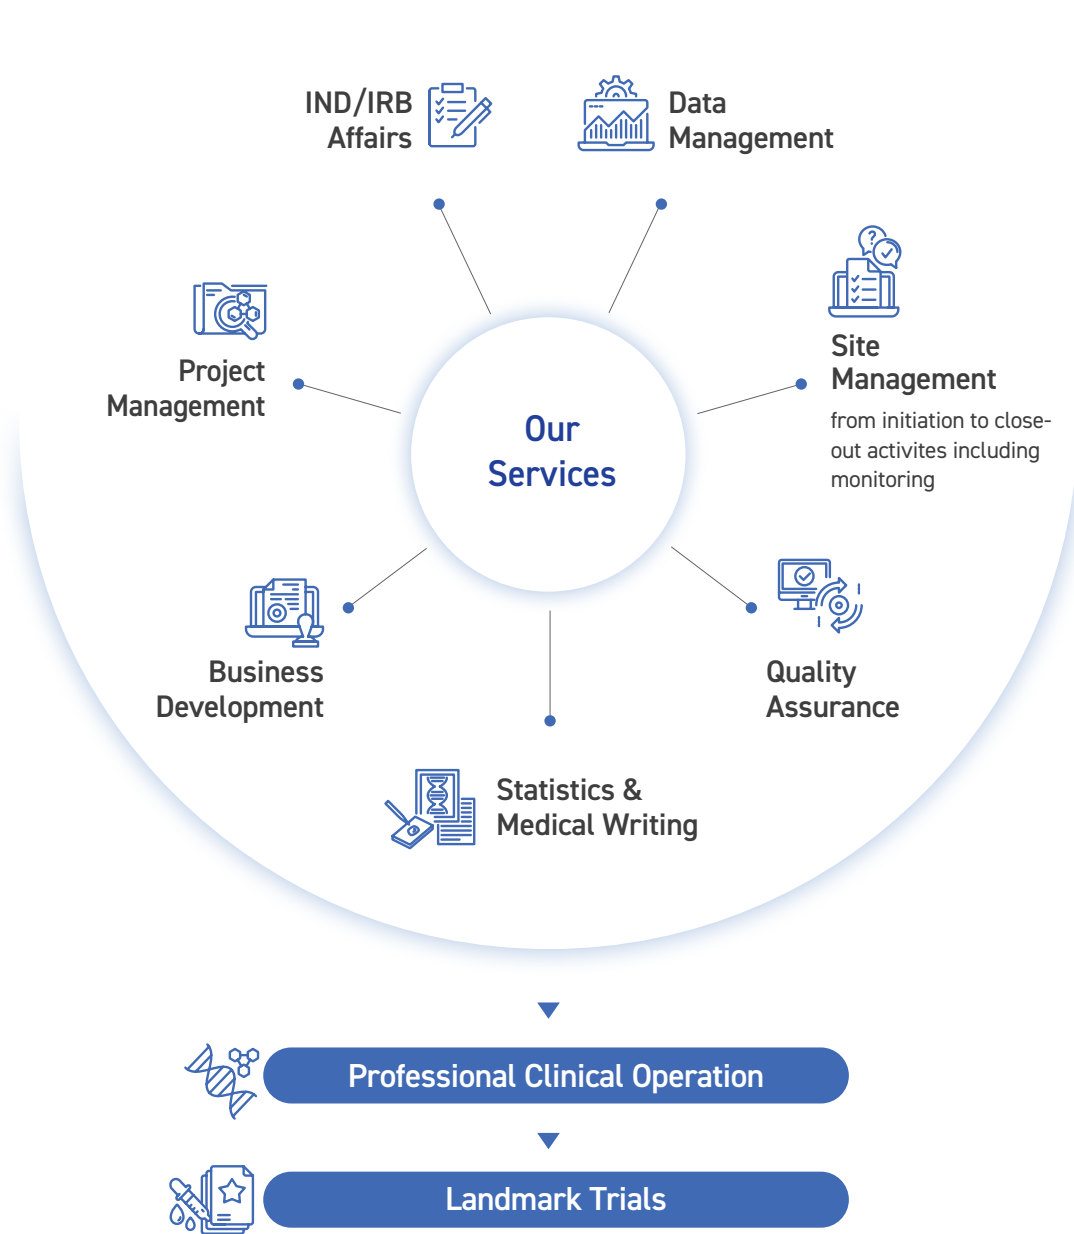 IND/IRB
Affairs
Data
Management
Project
Management
Site
Management
from initiation to close-
out activites including
monitoring
Our
Services
Business
Development
Quality
Assurance
Statistics &
Medical Writing
Professional Clinical Operation
Landmark Trials